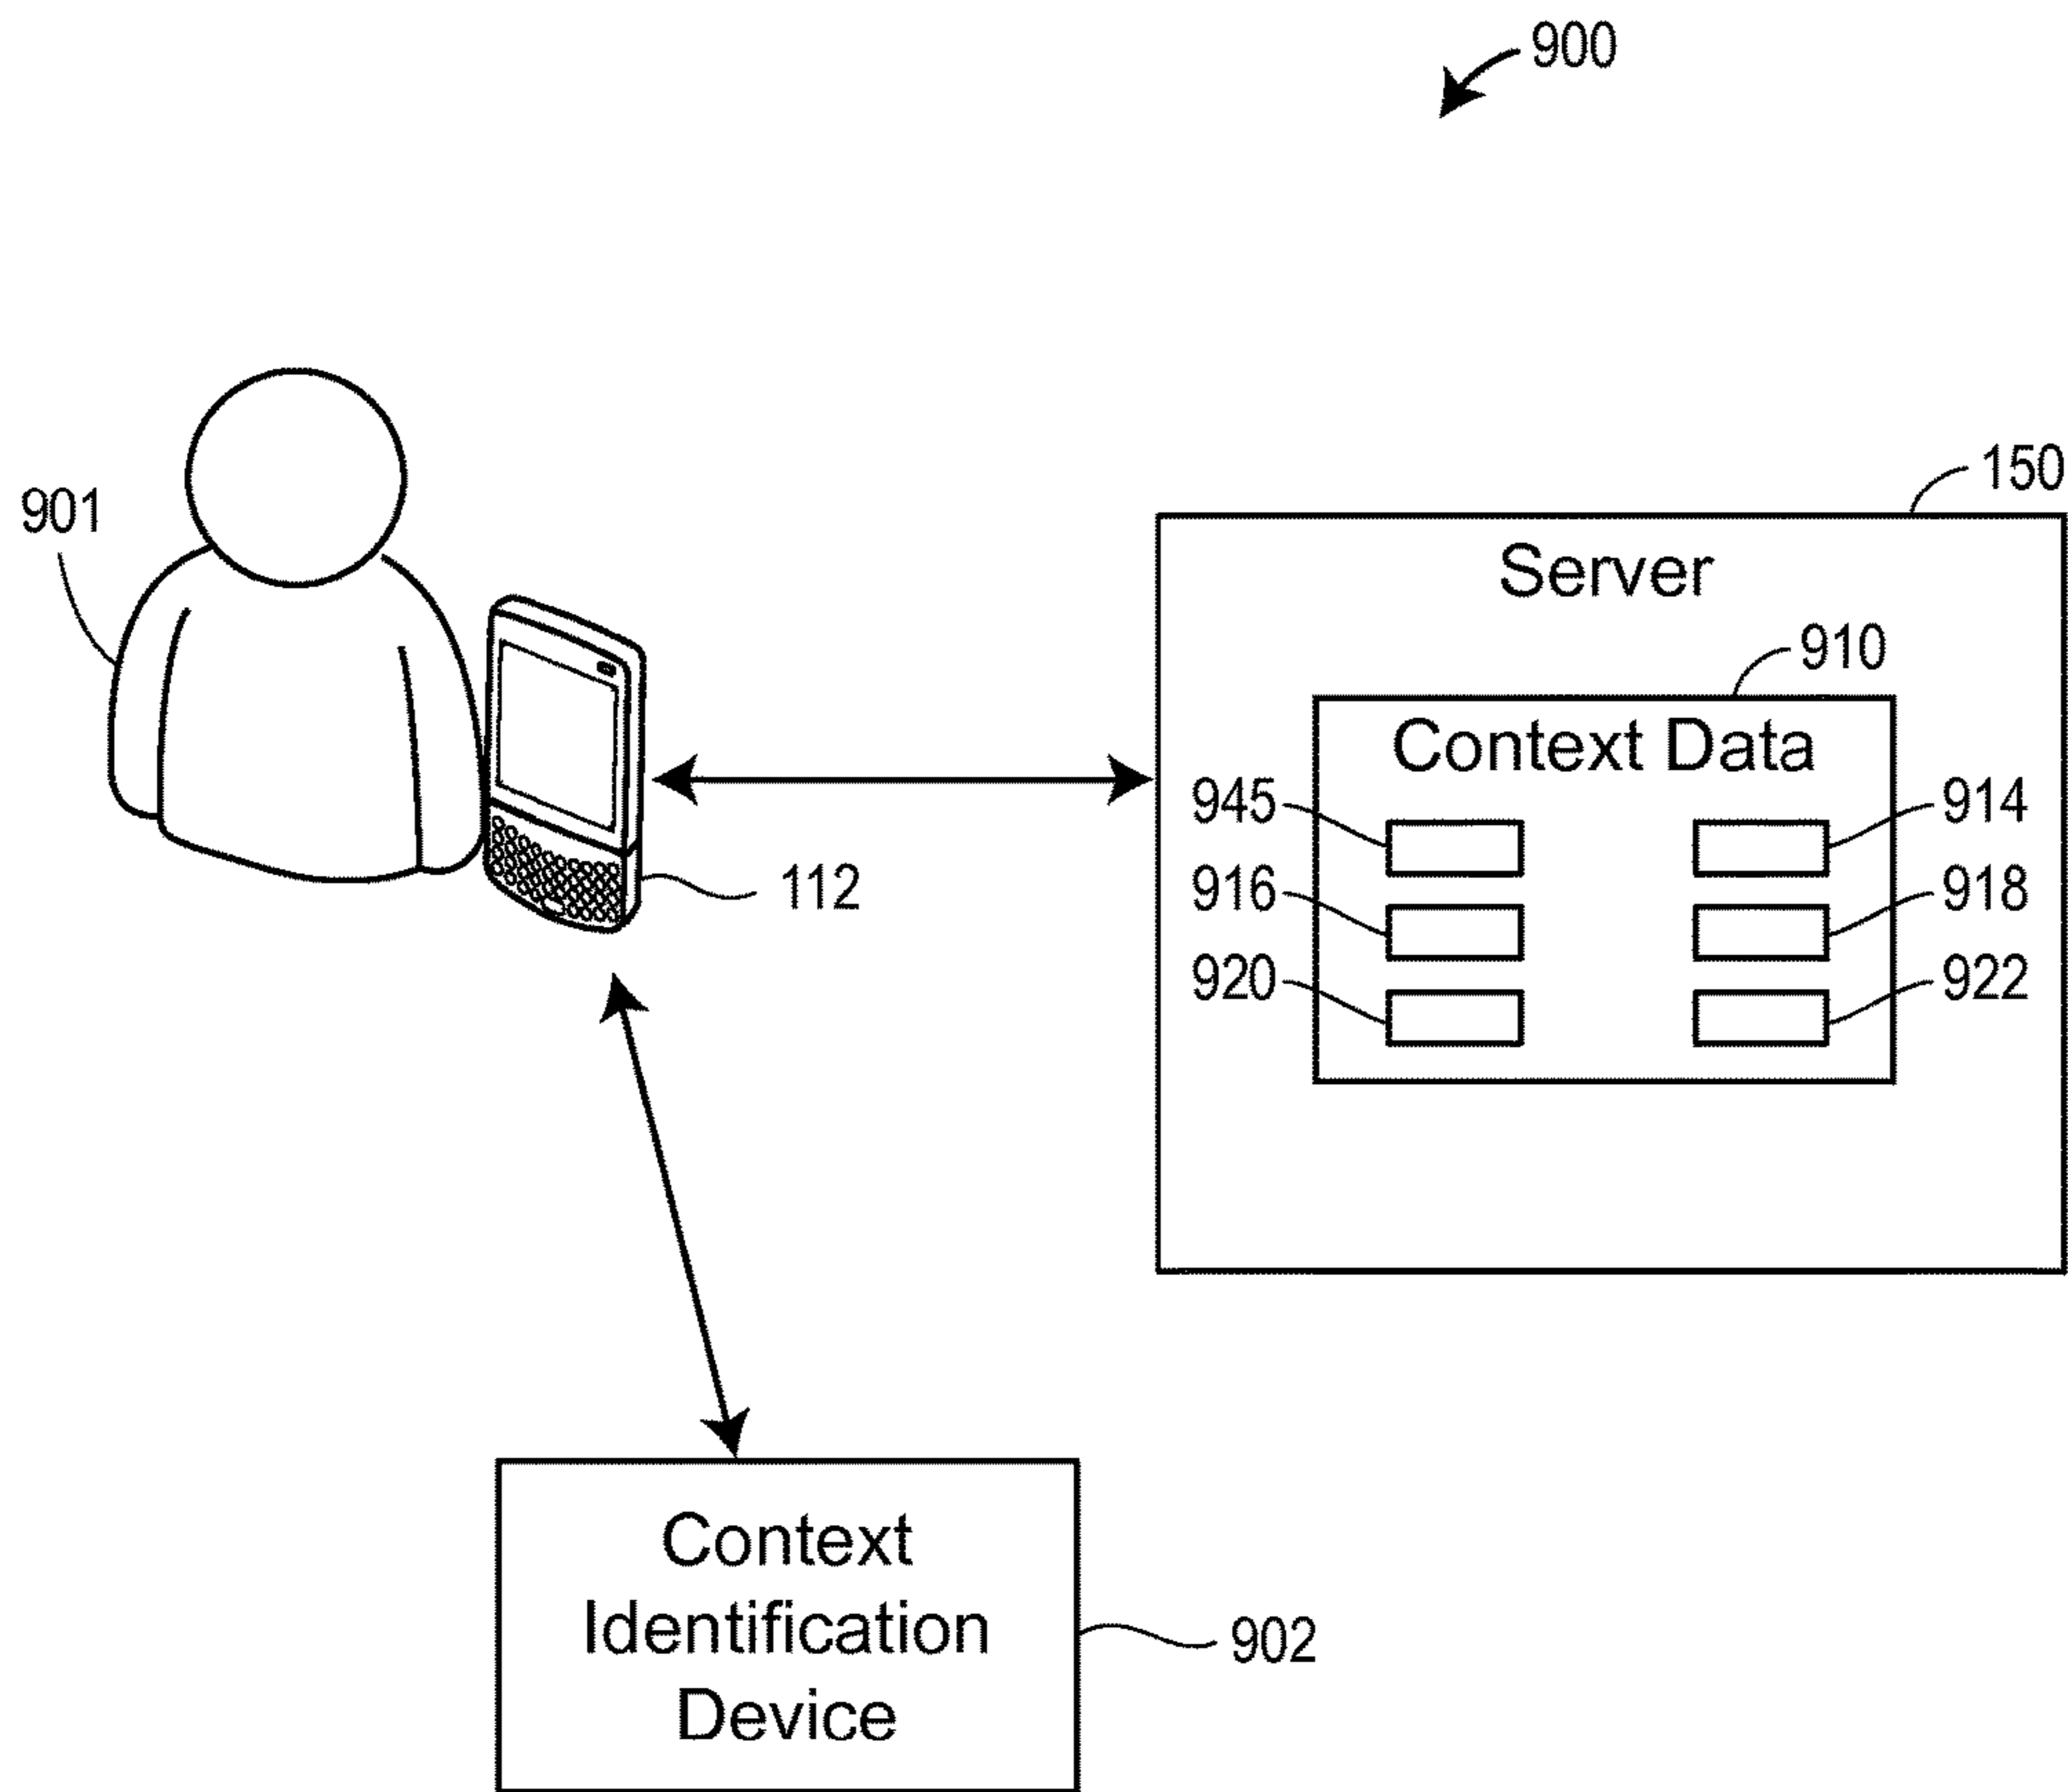 900
901
150
Server
910
Context Data
945
914
916
918
112
920
922
Context
Identification
Device
902